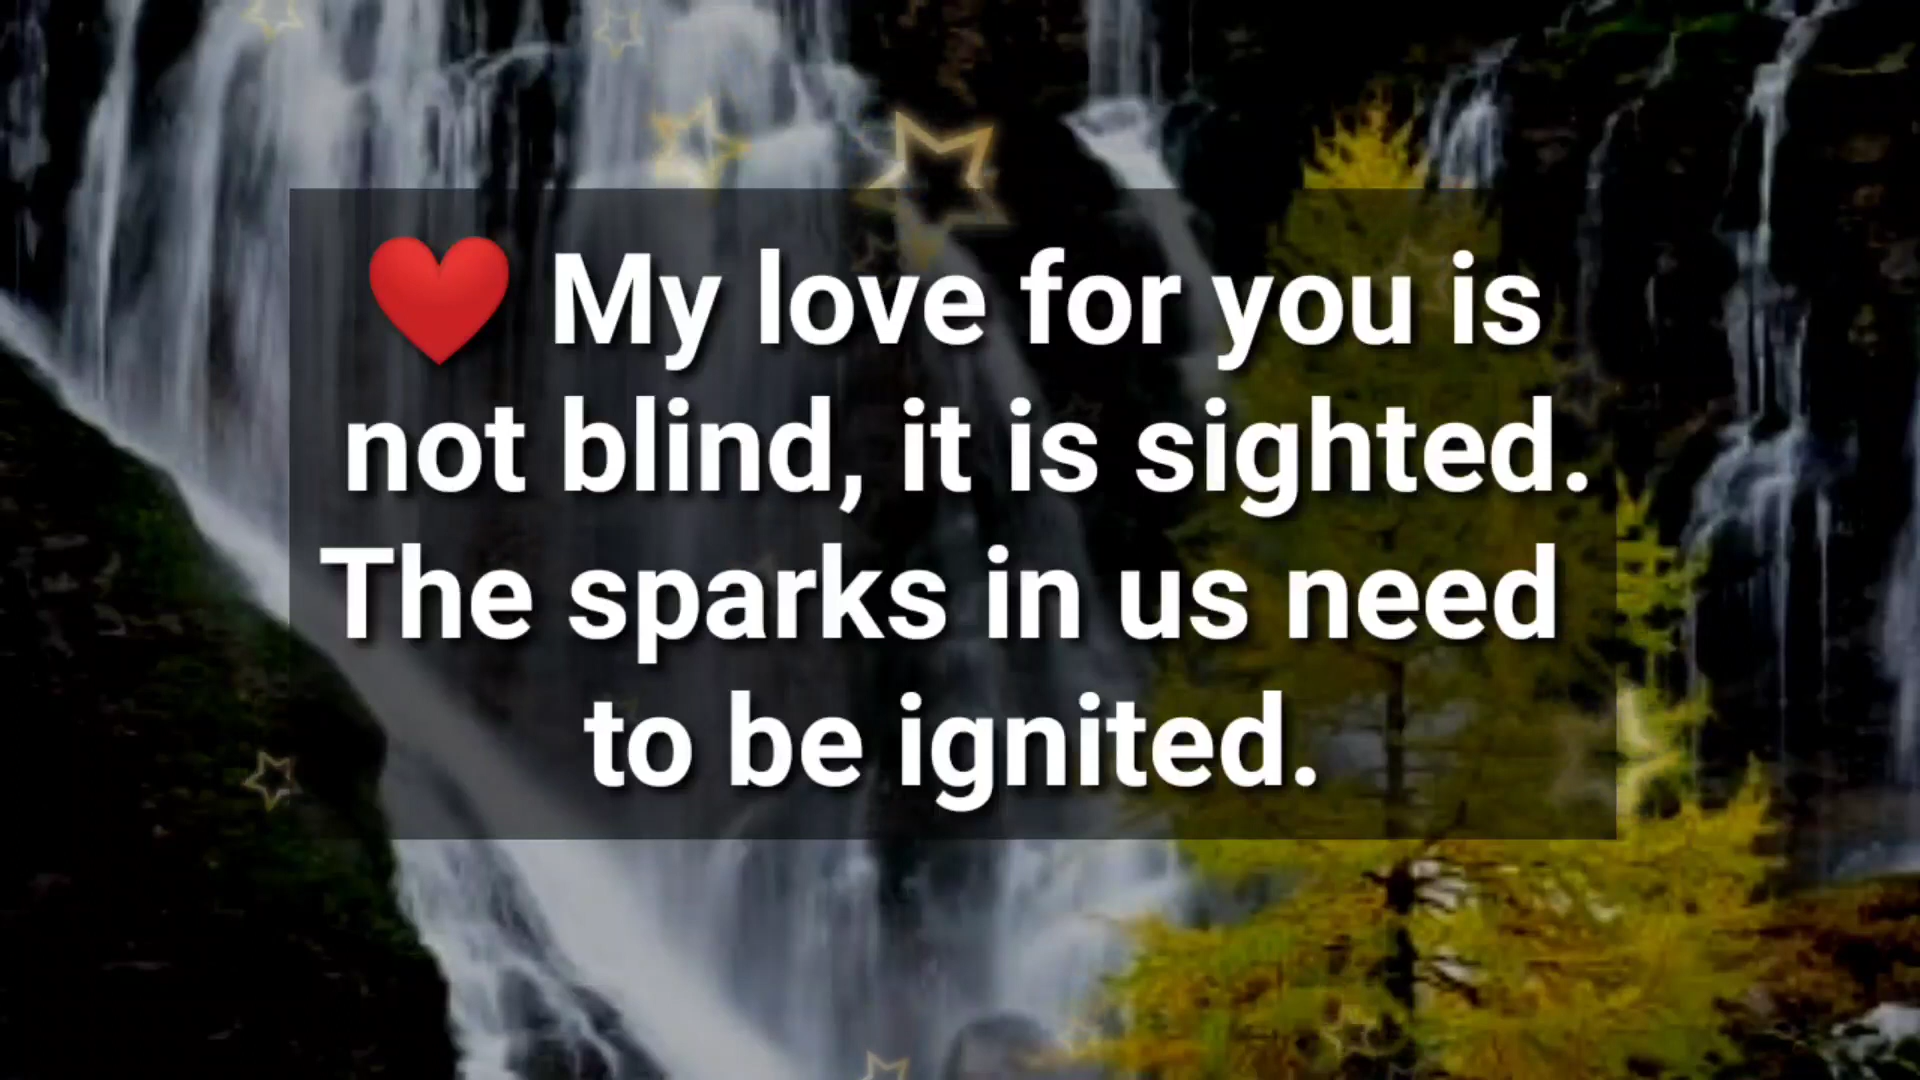 ❤️ My love for you is
not blind, it is sighted.
The sparks in us need
to be ignited.